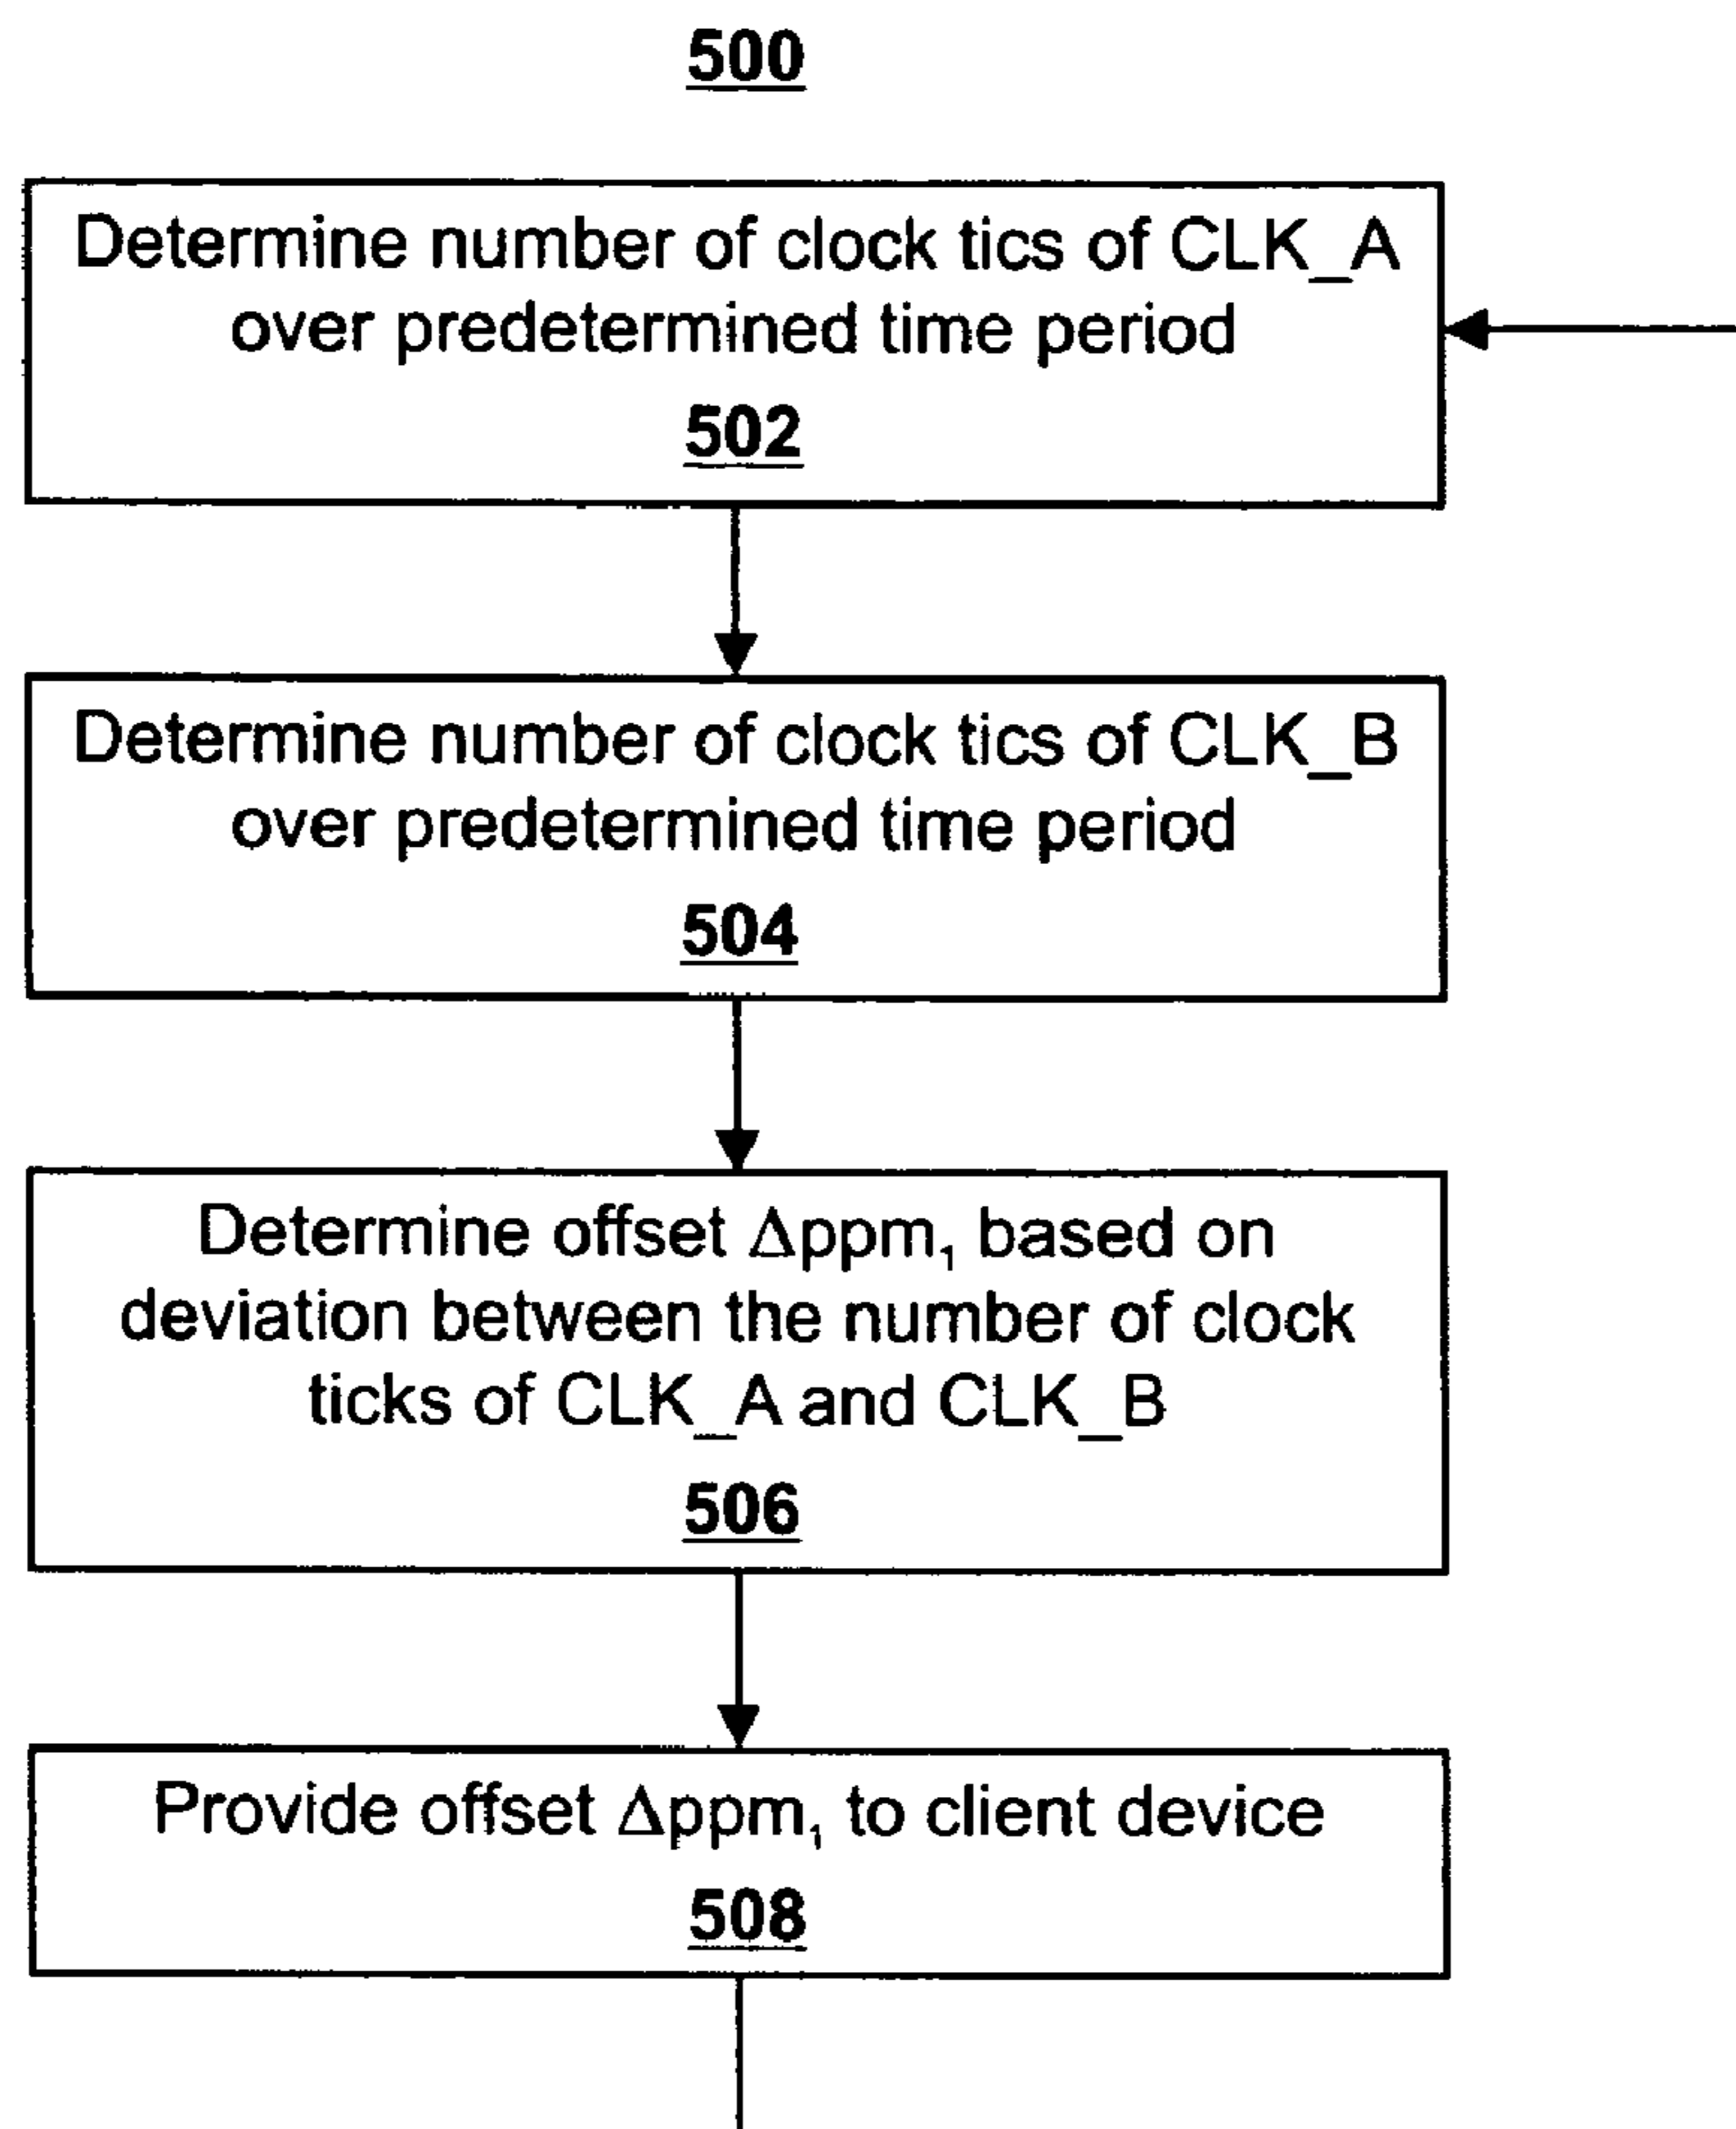 500
Determine number of clock tics of CLK_A
over predetermined time period
502
Determine number of clock tics of CLK_B
over predetermined time period
504
Determine offset Δppm₁ based on
deviation between the number of clock
ticks of CLK_A and CLK_B
506
Provide offset Δppm₁ to client device
508